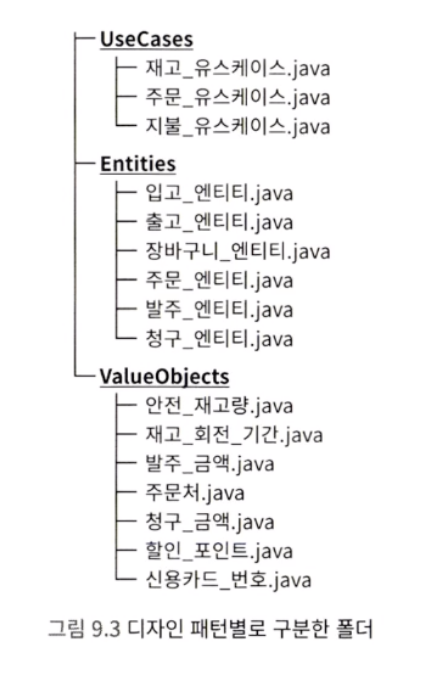 UseCases
재고_유스케이스.java
주문_유스케이스.java
지불_유스케이스.java
Entities
입고_엔티티.java
출고_엔티티.java
장바구니_엔티티.java
주문_엔티티.java
발주_엔티티.java
청구_엔티티.java
ValueObjects
안전_재고량.java
재고_회전_기간.java
발주_금액.java
주문처.java
청구_금액.java
할인_포인트.java
신용카드_번호.java
그림 9.3 디자인 패턴별로 구분한 폴더